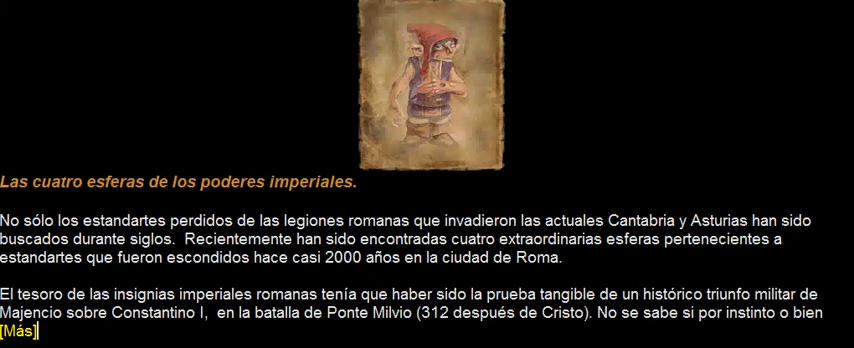 Las cuatro esferas de los poderes imperiales.
No sólo los estandartes perdidos de las legiones romanas que invadieron las actuales Cantabria y Asturias han sido
buscados durante siglos.  Recientemente han sido encontradas cuatro extraordinarias esferas pertenecientes a
estandartes que fueron escondidos hace casi 2000 años en la ciudad de Roma.
El tesoro de las insignias imperiales romanas tenía que haber sido la prueba tangible de un histórico triunfo militar de
Majencio sobre Constantino I,  en la batalla de Ponte Milvio (312 después de Cristo). No se sabe si por instinto o bien
[Más]